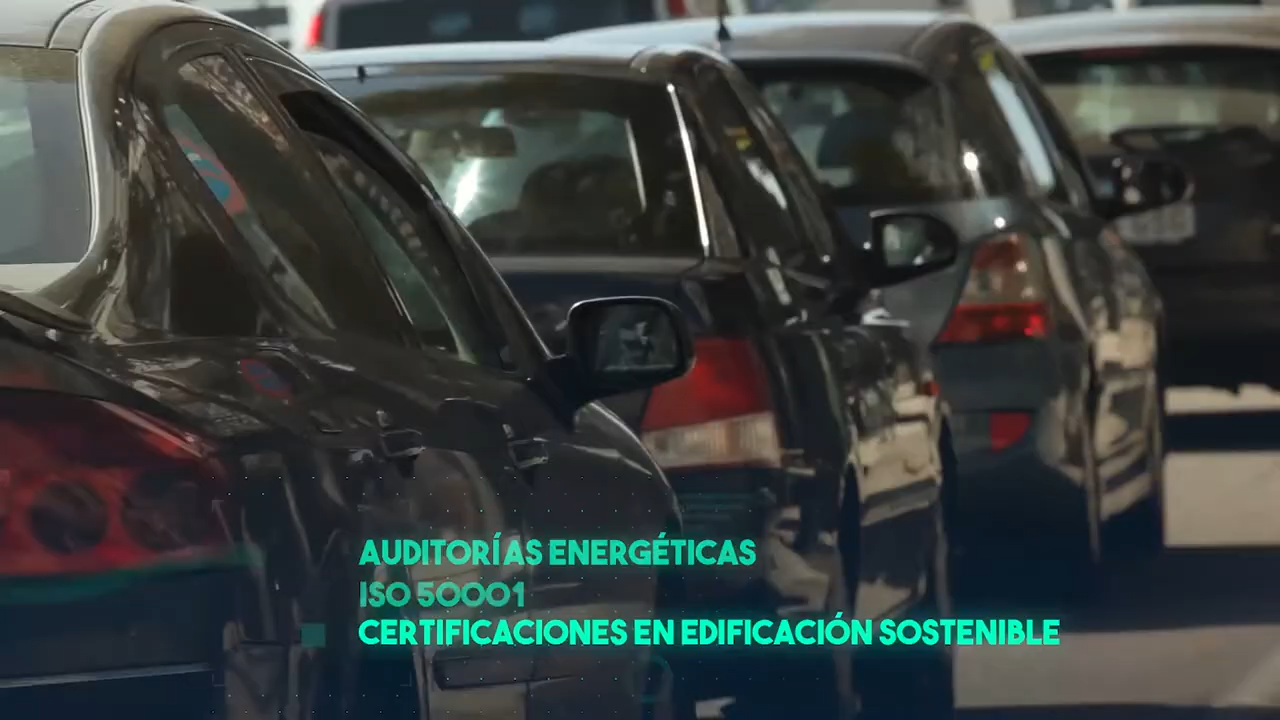 AUDITORÍAS ENERGÉTICAS
ISO 50001
CERTIFICACIONES EN EDIFICACIÓN SOSTENIBLE